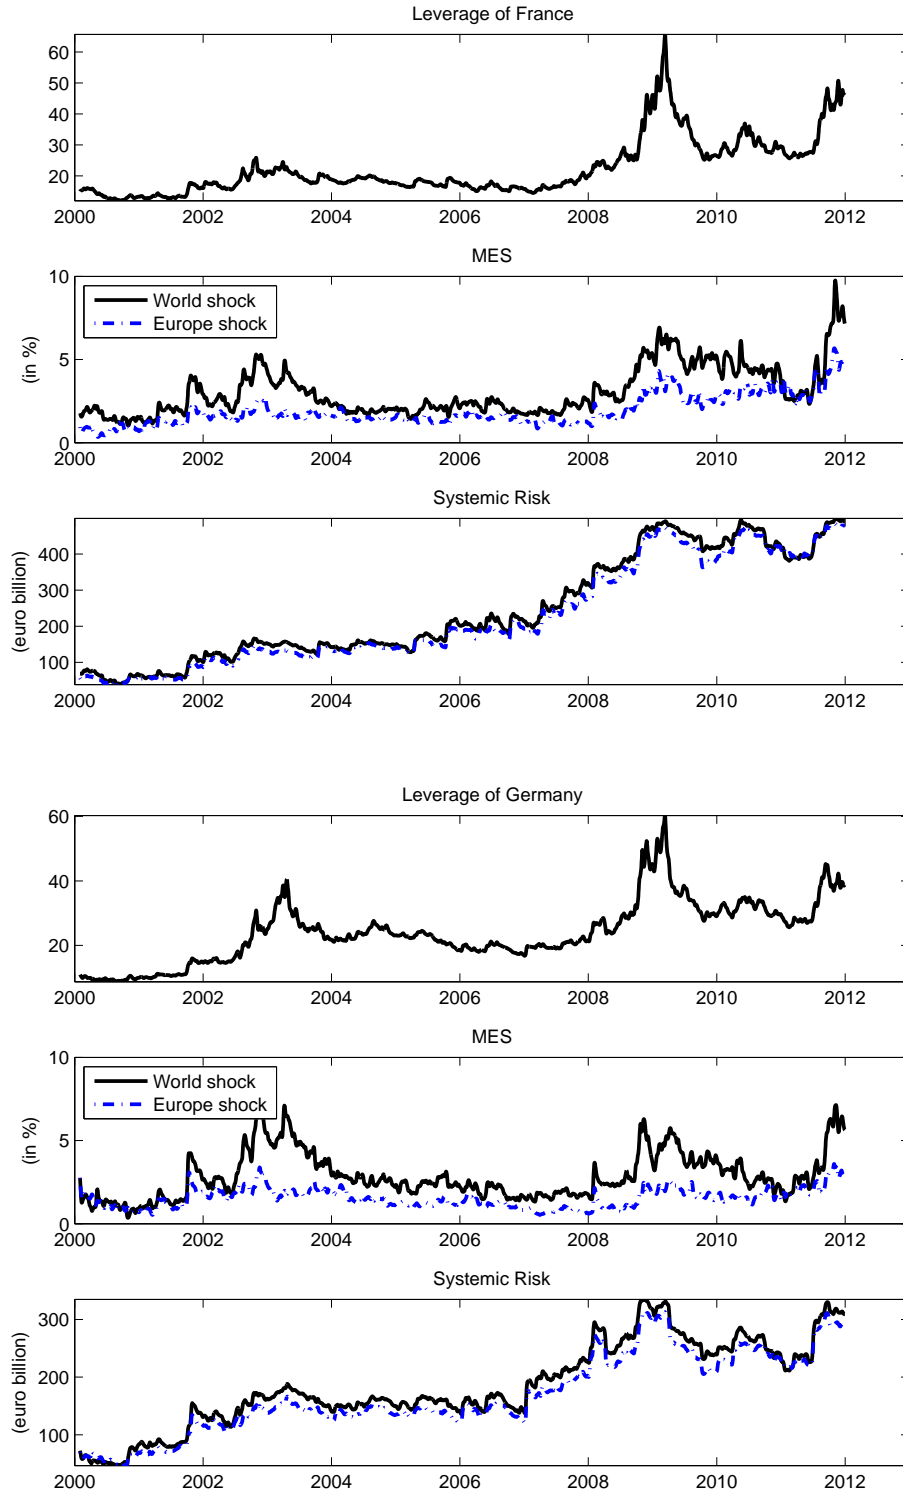 Leverage of France
60
50
40
30
20
2000 2002 2004 2006 2008 2010 2012
MES
10
5
0
(in %)
World shock
Europe shock
2000 2002 2004 2006 2008 2010 2012
Systemic Risk
400
300
200
100
(euro billion)
2000 2002 2004 2006 2008 2010 2012
Leverage of Germany
60
40
20
2000 2002 2004 2006 2008 2010 2012
MES
10
5
0
(in %)
World shock
Europe shock
2000 2002 2004 2006 2008 2010 2012
Systemic Risk
300
200
100
(euro billion)
2000 2002 2004 2006 2008 2010 2012